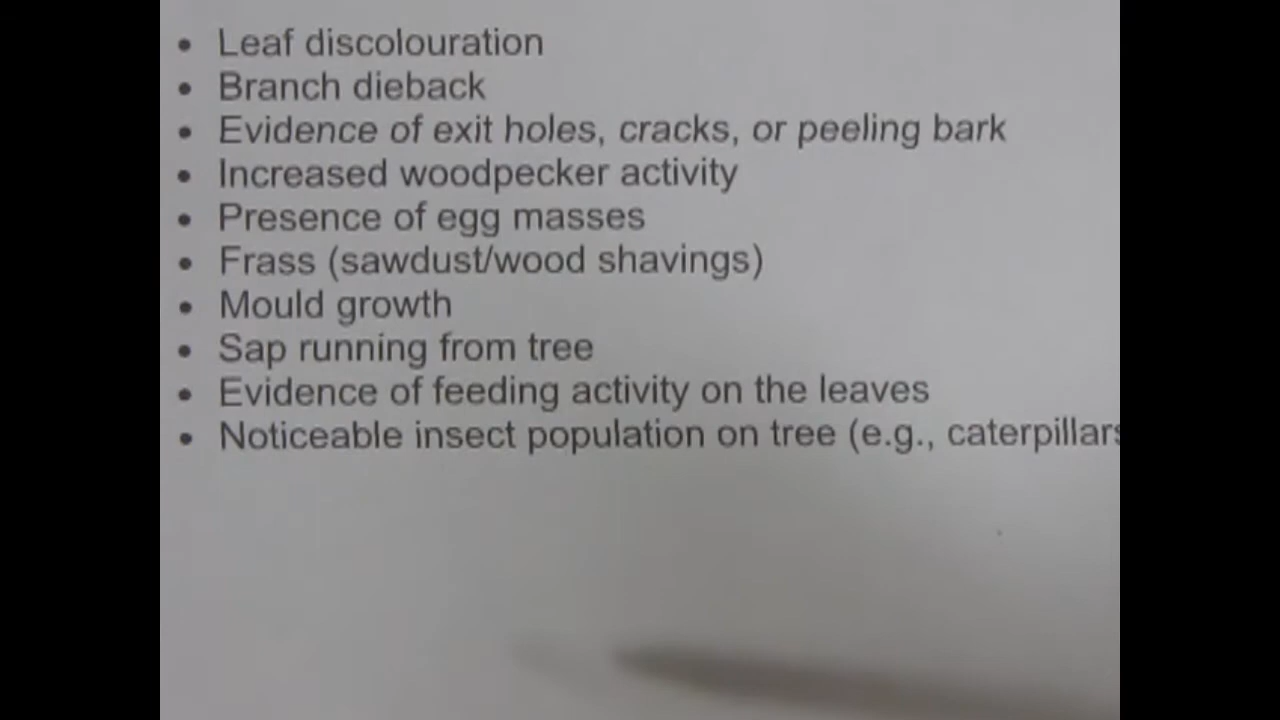 • Leaf discolouration
• Branch dieback
• Evidence of exit holes, cracks, or peeling bark
• Increased woodpecker activity
• Presence of egg masses
• Frass (sawdust/wood shavings)
• Mould growth
• Sap running from tree
• Evidence of feeding activity on the leaves
• Noticeable insect population on tree (e.g., caterpillars